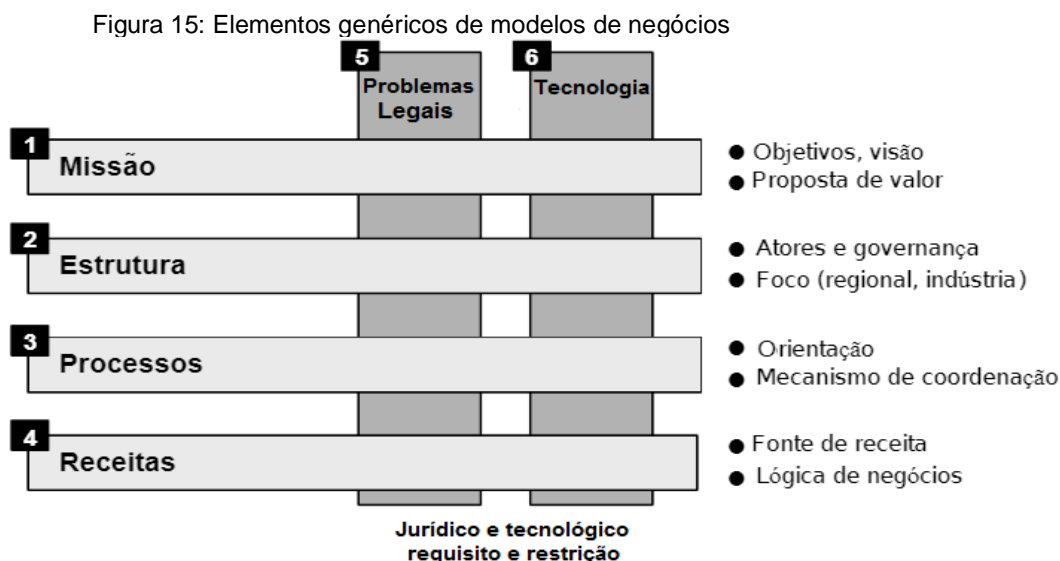 Figura 15: Elementos genéricos de modelos de negócios
5
Problemas
Legais
6
Tecnologia
1
Missão
● Objetivos, visão
● Proposta de valor
2
Estrutura
● Atores e governança
● Foco (regional, indústria)
3
Processos
● Orientação
● Mecanismo de coordenação
4
Receitas
● Fonte de receita
● Lógica de negócios
Jurídico e tecnológico
requisito e restrição